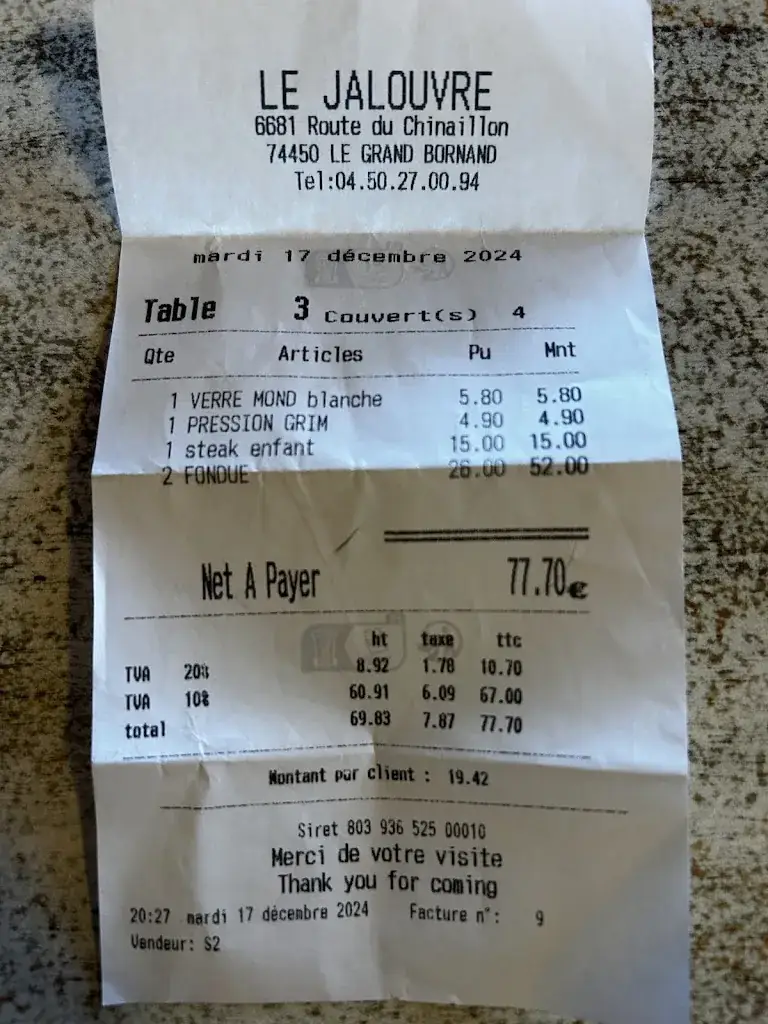 LE JALOUVRE
6681 Route du Chinaillon
74450 LE GRAND BORNAND
Tel:04.50.27.00.94
mardi 17 décembre 2024
Table 3 Couvert(s) 4
Qte Articles Pu Mnt
1 VERRE MOND blanche 5.80 5.80
1 PRESSION GRIM 4.90 4.90
1 steak enfant 15.00 15.00
2 FONDUE 26.00 52.00
Net A Payer 77.70€
ht taxe ttc
TVA 20% 8.92 1.78 10.70
TVA 10% 60.91 6.09 67.00
total 69.83 7.87 77.70
Montant par client : 19.42
Siret 803 936 525 00010
Merci de votre visite
Thank you for coming
20:27 mardi 17 décembre 2024 Facture n°: 9
Vendeur: S2